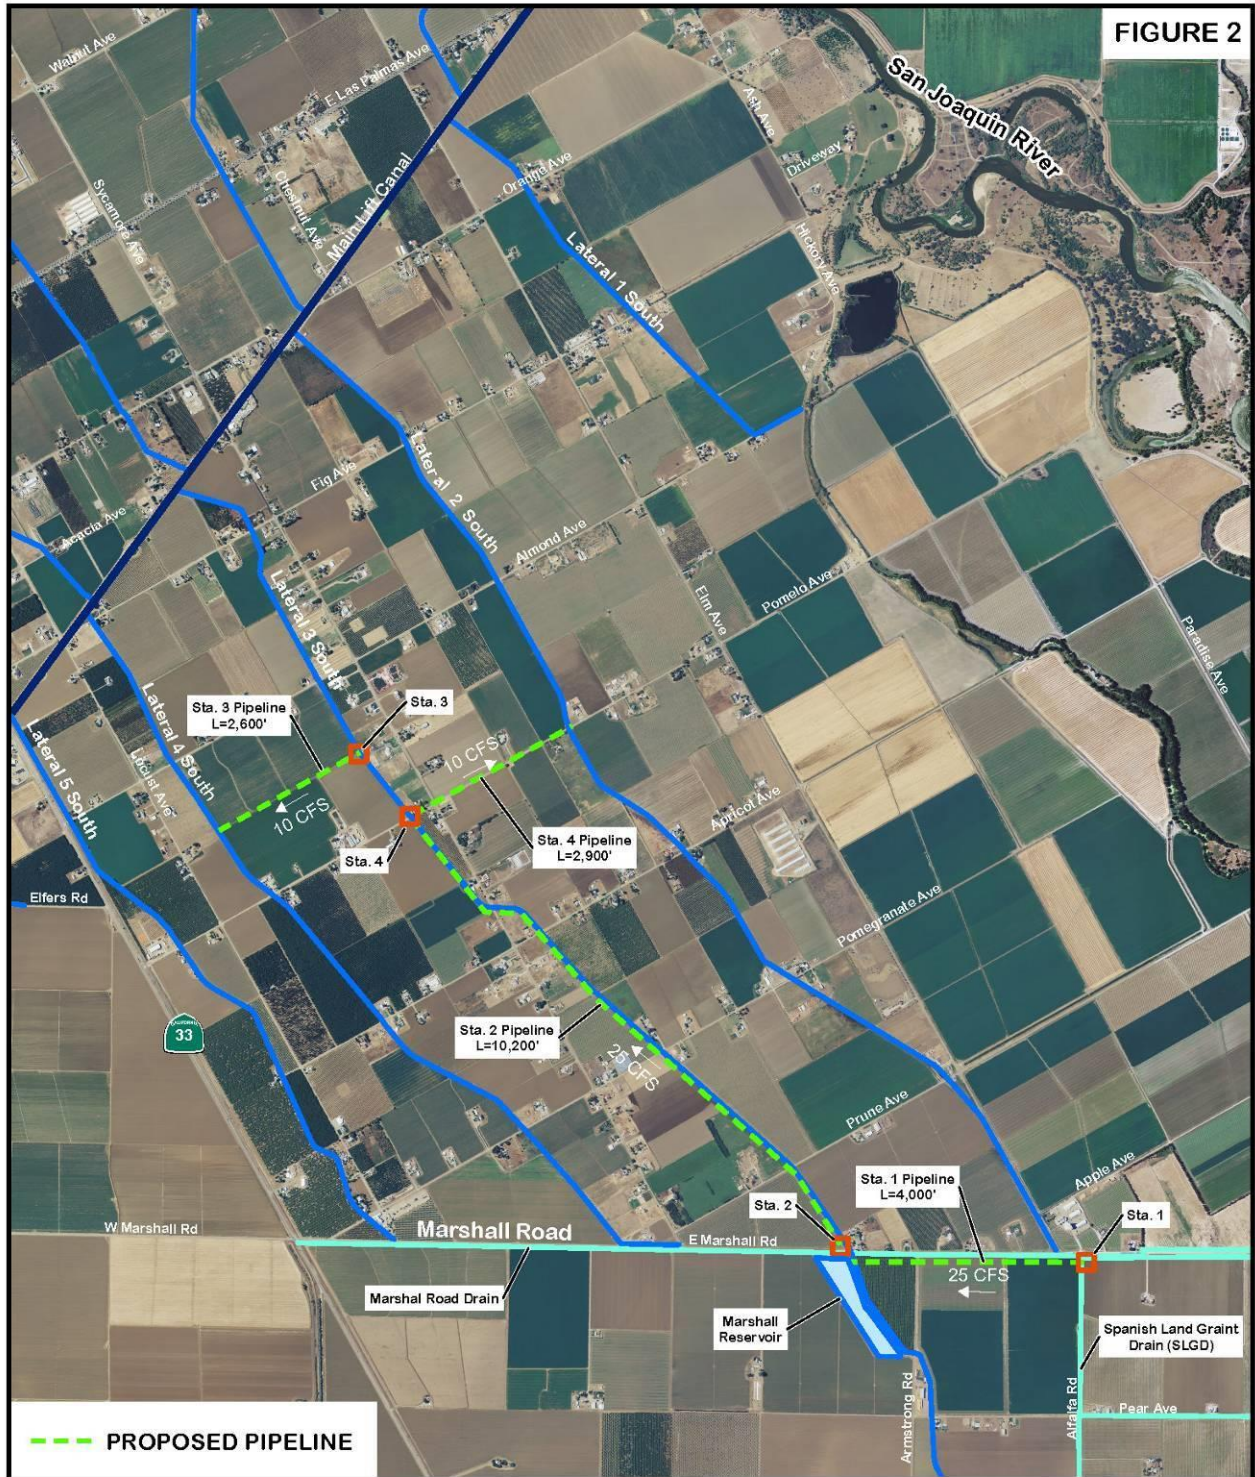 FIGURE 2
Walnut Ave
E Las Palmas Ave
San Joaquin River
Ash Ave
Driveway
Sycamore Ave
Chestnut Ave
Main Lift Canal
Orange Ave
Hickory Ave
Lateral 1 South
Fig Ave
Lateral 2 South
Acacia Ave
Almond Ave
Lateral 3 South
Elm Ave
Pomelo Ave
Paradise Ave
Sta. 3 Pipeline
L=2,600'
Sta. 3
Lateral 4 South
Locust Ave
Lateral 5 South
10 CFS
10 CFS
Apricot Ave
Sta. 4
Sta. 4 Pipeline
L=2,900'
Elfers Rd
Pomegranate Ave
CALIFORNIA
33
Sta. 2 Pipeline
L=10,200'
25 CFS
Prune Ave
Sta. 1 Pipeline
L=4,000'
Apple Ave
Sta. 2
Sta. 1
W Marshall Rd
Marshall Road
E Marshall Rd
25 CFS
Marshal Road Drain
Marshall
Reservoir
Spanish Land Graint
Drain (SLGD)
Armstrong Rd
Alfalfa Rd
Pear Ave
PROPOSED PIPELINE